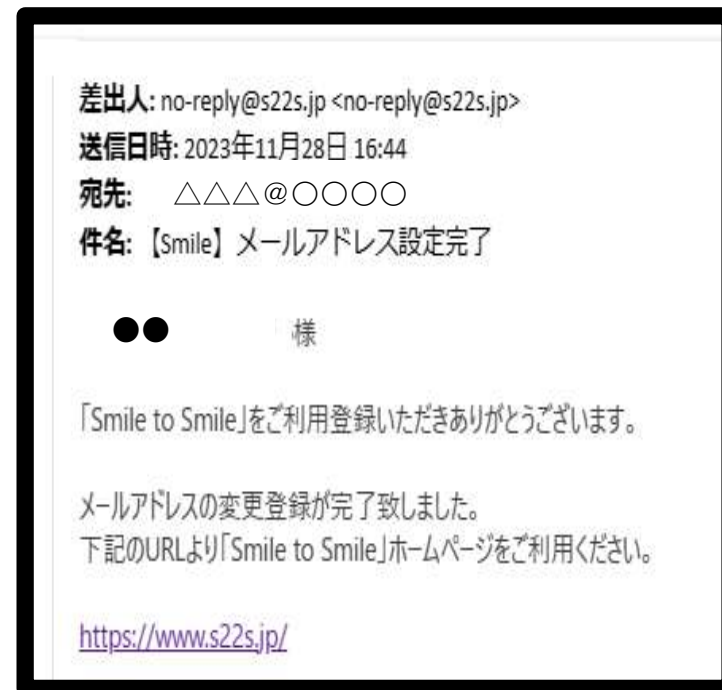 差出人: no-reply@s22s.jp <no-reply@s22s.jp>
送信日時: 2023年11月28日 16:44
宛先: △△△@○○○○
件名:【Smile】メールアドレス設定完了
●● 様
「Smile to Smile」をご利用登録いただきありがとうございます。
メールアドレスの変更登録が完了致しました。
下記のURLより「Smile to Smile」ホームページをご利用ください。
https://www.s22s.jp/